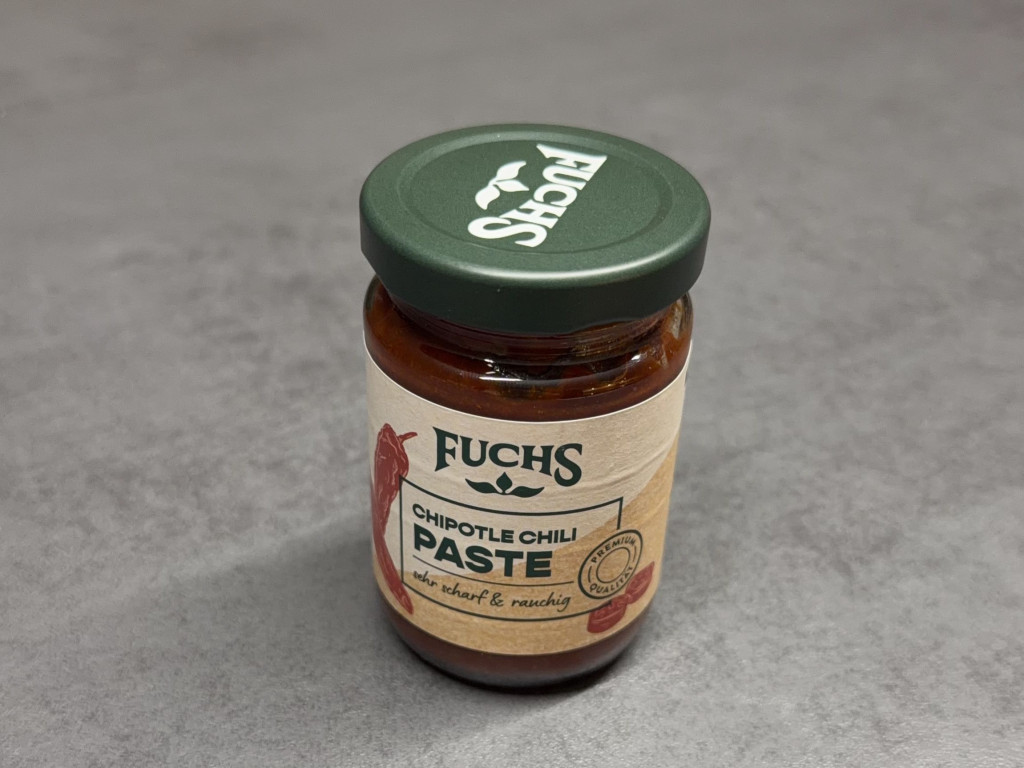 FUCHS
FUCHS
CHIPOTLE CHILI
PASTE
sehr scharf & rauchig
PREMIUM
QUALITÄT